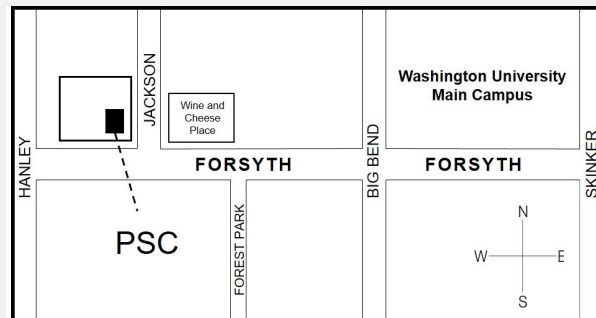 HANLEY
JACKSON
Wine and
Cheese
Place
Washington University
Main Campus
FORSYTH
BIG BEND
FORSYTH
SKINKER
PSC
FOREST PARK
N
W
E
S